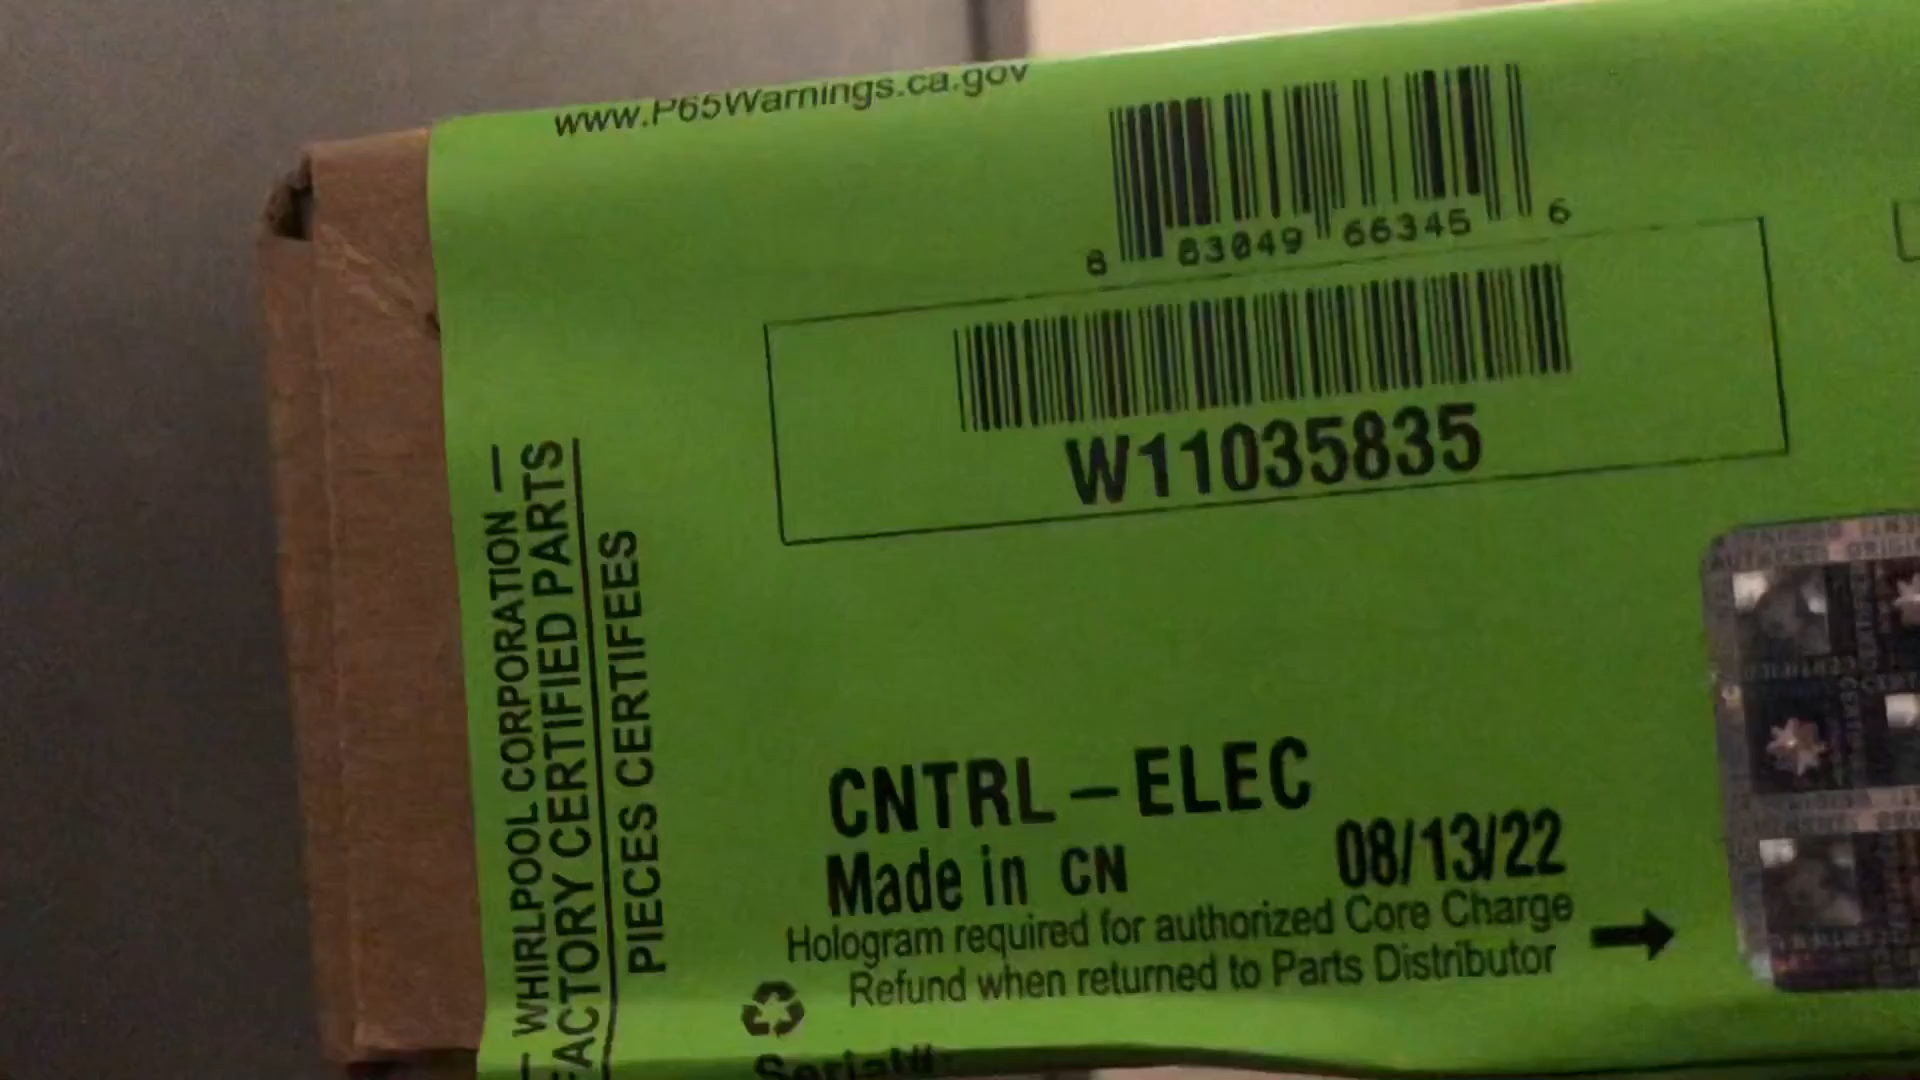 www.P65Warnings.ca.gov
8 83049 66345 6
W11035835
WHIRLPOOL CORPORATION
FACTORY CERTIFIED PARTS
PIECES CERTIFEES
CNTRL-ELEC
Made in CN 08/13/22
Hologram required for authorized Core Charge
Refund when returned to Parts Distributor
Serial#